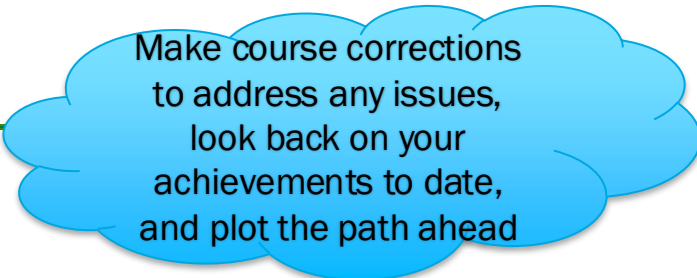 Make course corrections
to address any issues,
look back on your
achievements to date,
and plot the path ahead